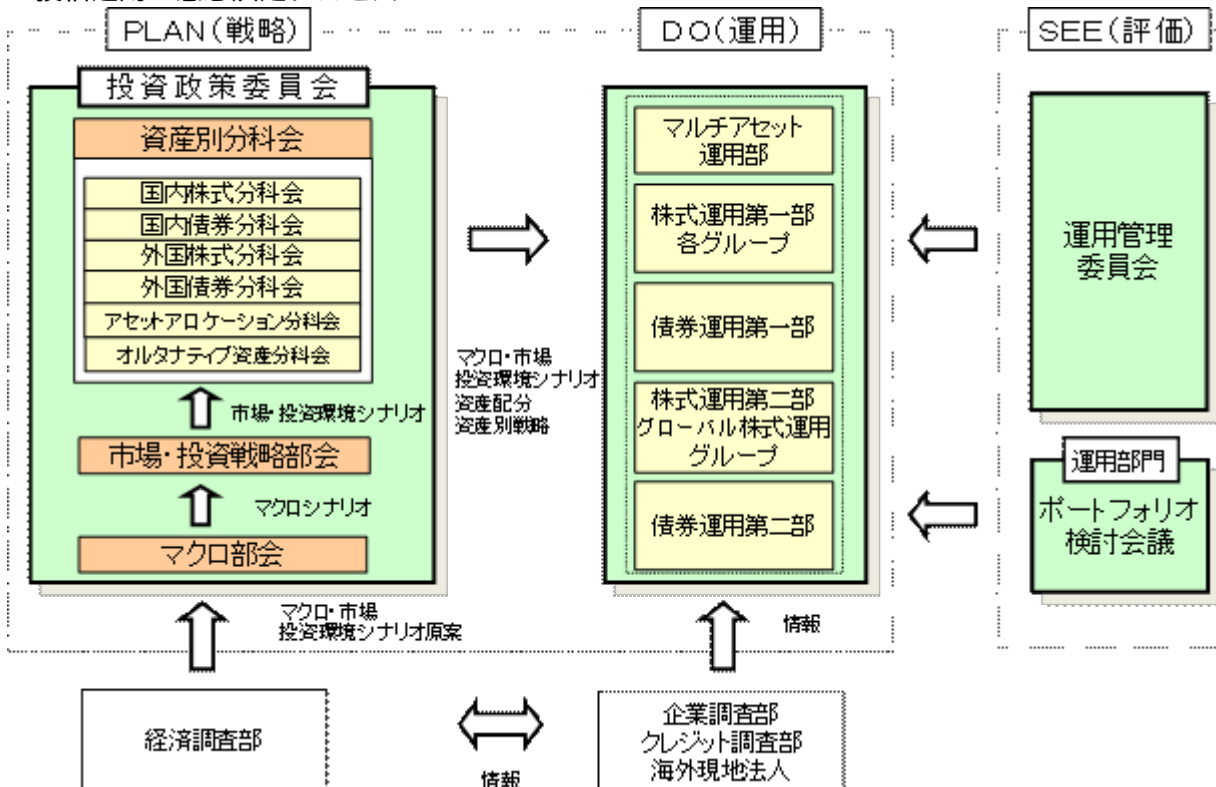 PLAN(戦略)
投資政策委員会
資産別分科会
国内株式分科会
国内債券分科会
外国株式分科会
外国債券分科会
アセットアロケーション分科会
オルタナティブ資産分科会
市場・投資環境シナリオ
市場・投資戦略部会
マクロシナリオ
マクロ部会
マクロ・市場
投資環境シナリオ原案
マクロ・市場
投資環境シナリオ
資産配分
資産別戦略
DO(運用)
マルチアセット
運用部
株式運用第一部
各グループ
債券運用第一部
株式運用第二部
グローバル株式運用
グループ
債券運用第二部
情報
SEE(評価)
運用管理
委員会
運用部門
ポートフォリオ
検討会議
経済調査部
情報
企業調査部
クレジット調査部
海外現地法人